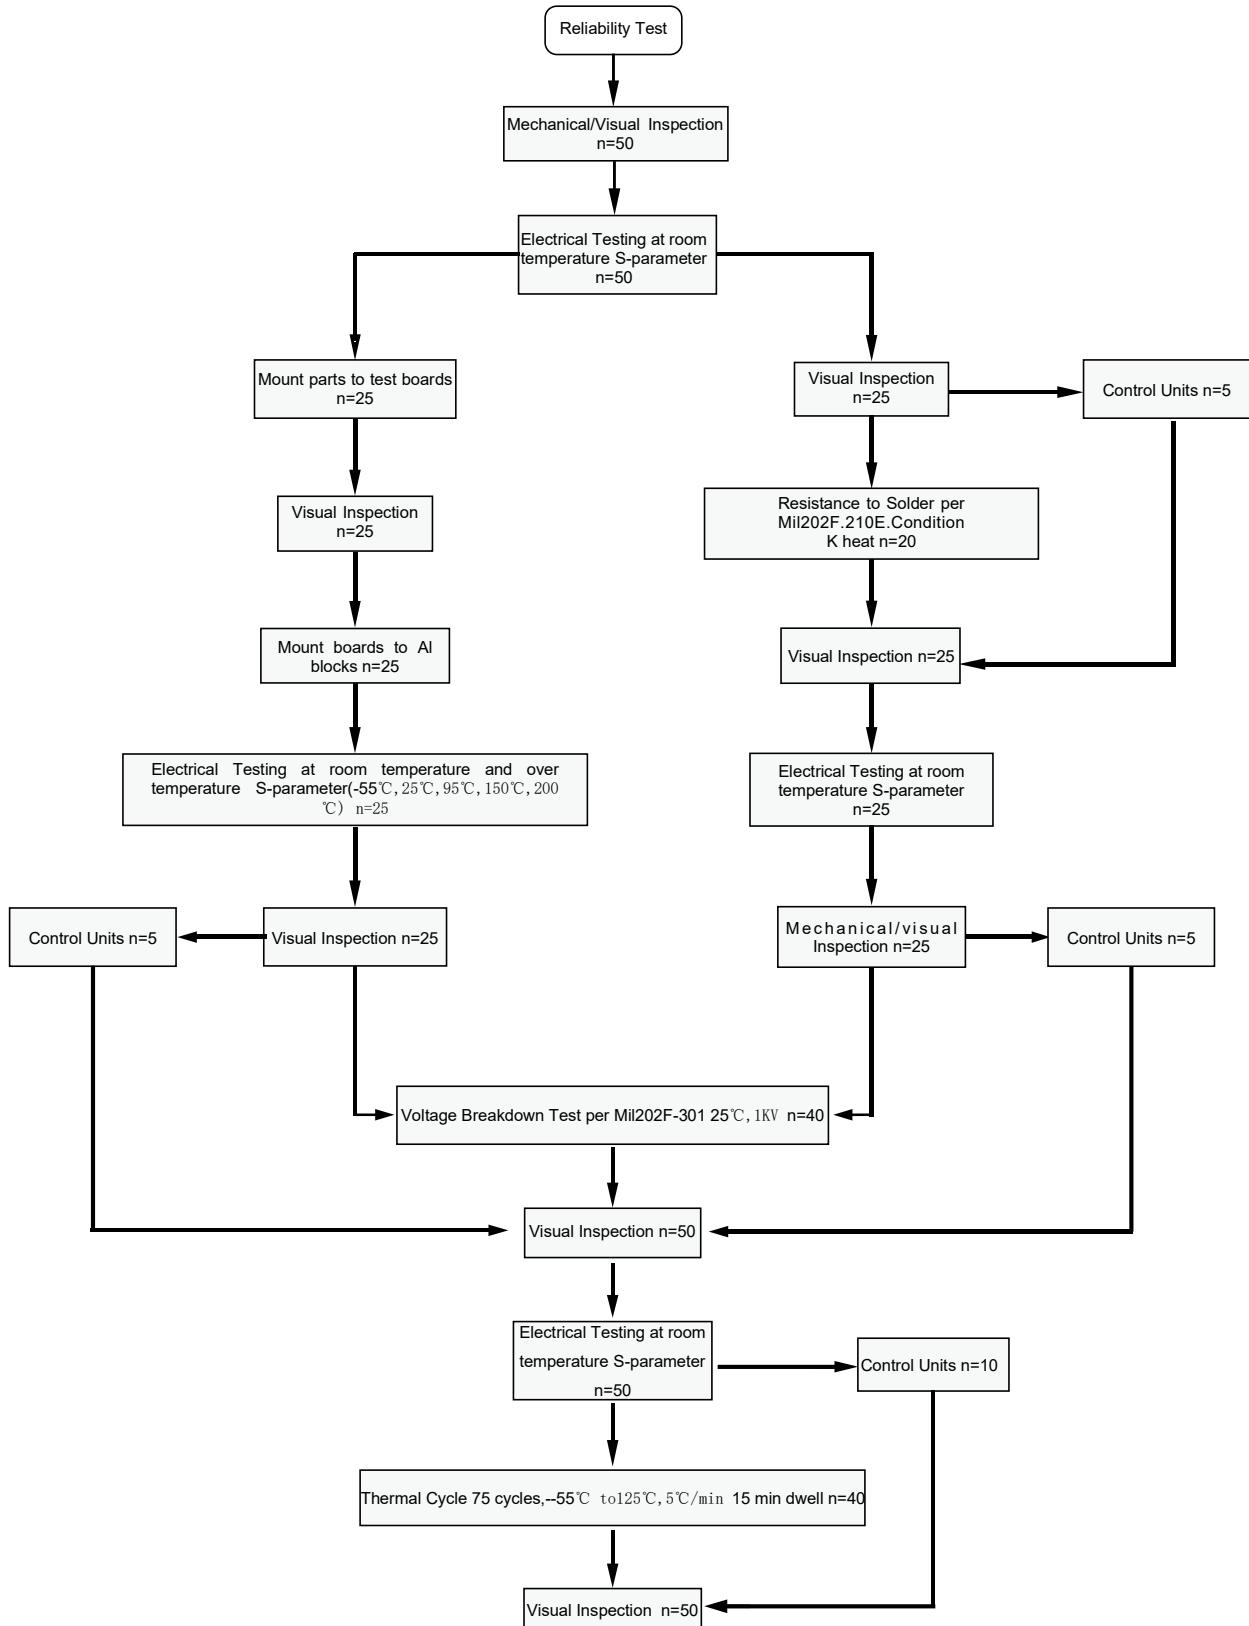 Reliability Test
Mechanical/Visual Inspection
n=50
Electrical Testing at room
temperature S-parameter
n=50
Mount parts to test boards
n=25
Visual Inspection
n=25
Control Units n=5
Visual Inspection
n=25
Resistance to Solder per
Mil202F.210E.Condition
K heat n=20
Mount boards to Al
blocks n=25
Visual Inspection n=25
Electrical Testing at room temperature and over
temperature S-parameter(-55℃,25℃,95℃,150℃,200
℃) n=25
Electrical Testing at room
temperature S-parameter
n=25
Control Units n=5
Visual Inspection n=25
Mechanical/visual
Inspection n=25
Control Units n=5
Voltage Breakdown Test per Mil202F-301 25℃,1KV n=40
Visual Inspection n=50
Electrical Testing at room
temperature S-parameter
n=50
Control Units n=10
Thermal Cycle 75 cycles,--55℃ to125℃,5℃/min 15 min dwell n=40
Visual Inspection n=50